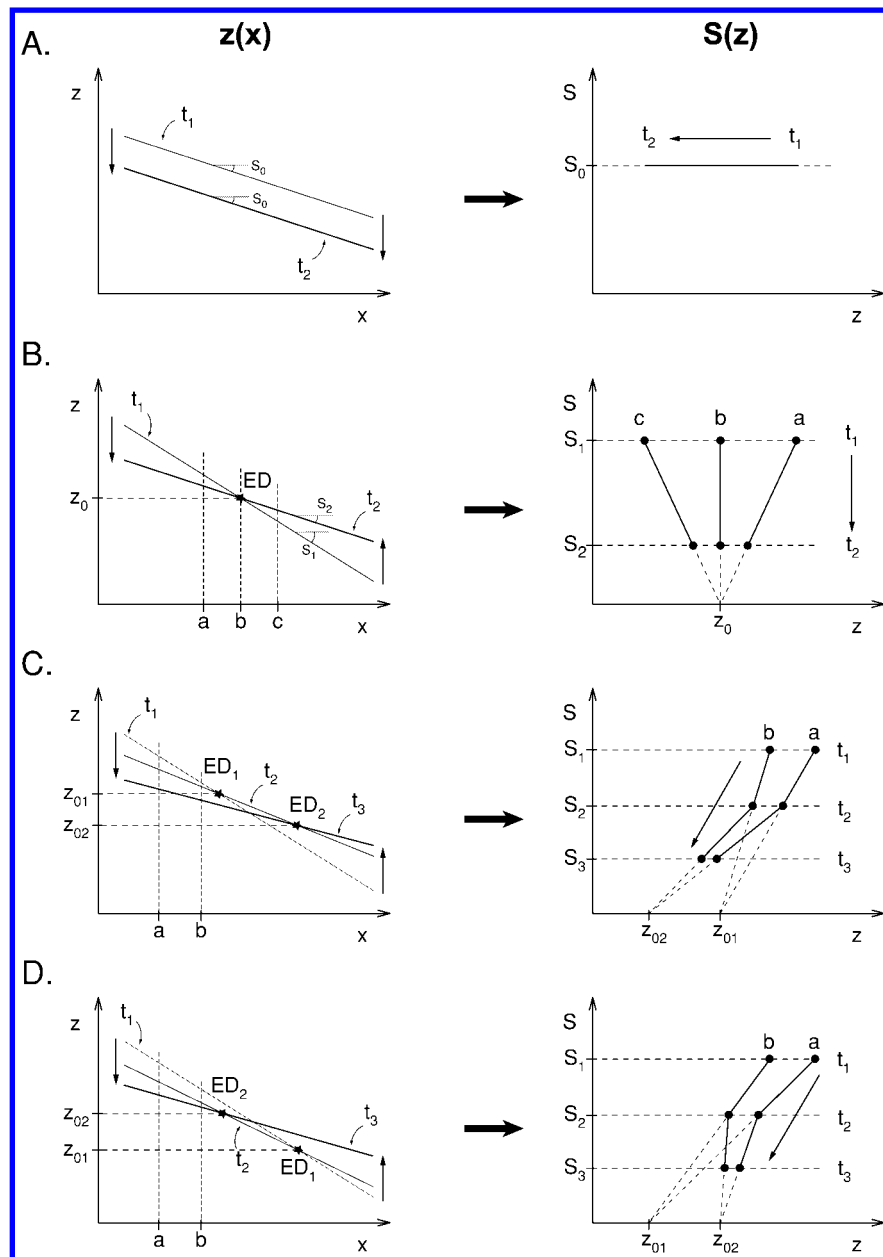 z(x) S(z)
A.
z S
t₁ t₂ t₁
S₀ S₀
S₀
t₂
x z
B.
z S
t₁ c b a
S₁ t₁
ED
z₀ S₂ t₂
S₂ t₂
S₁
a b c x z₀ z
C.
z S
t₁ b a
S₁ t₁
ED₁ t₂
z₀₁ ED₂ S₂ t₂
z₀₂ t₃
S₃ t₃
a b x z₀₂ z₀₁ z
D.
z S
t₁ b a
S₁ t₁
ED₂
z₀₂ t₃ S₂ t₂
z₀₁ t₂ ED₁ S₃ t₃
a b x z₀₁ z₀₂ z